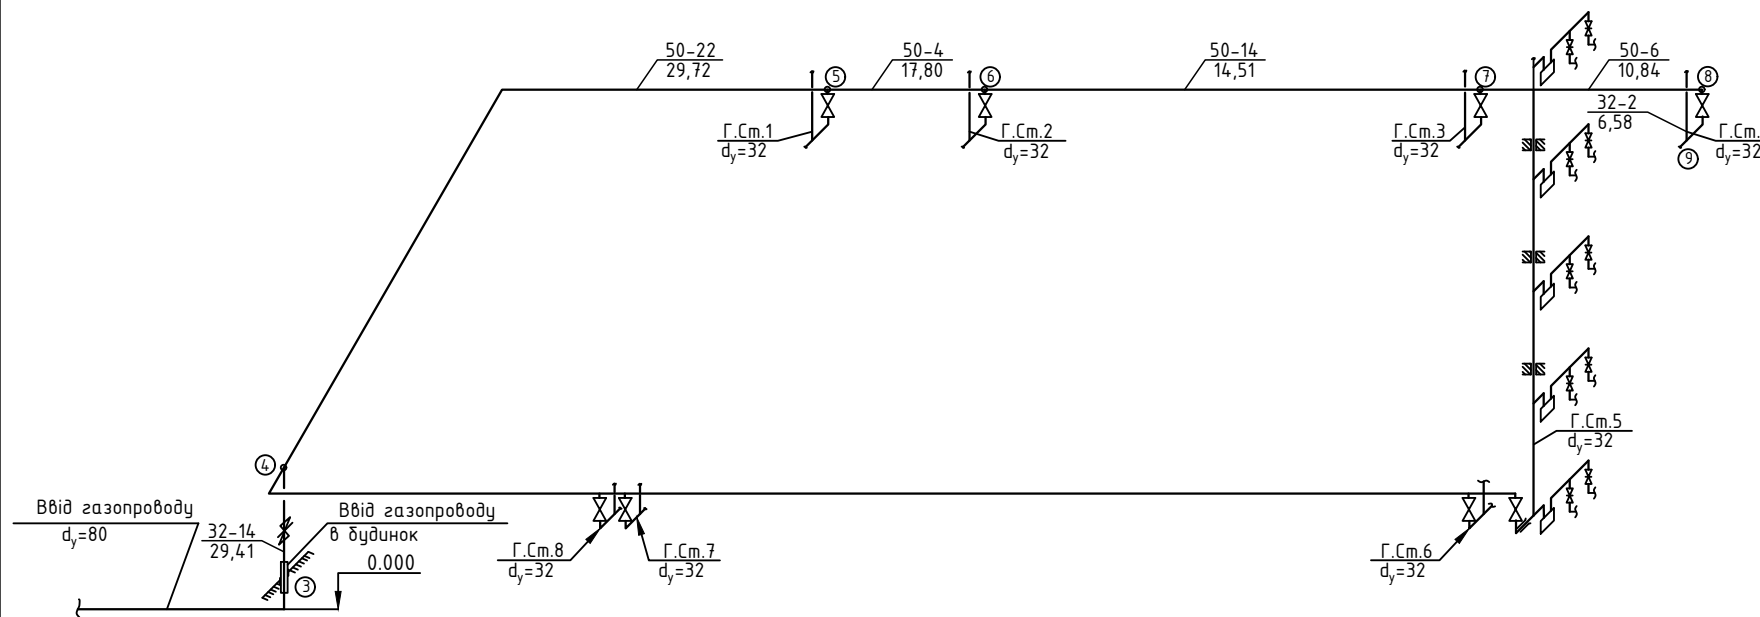 50-22
29,72
5
50-4
17,80
6
50-14
14,51
7
50-6
10,84
8
32-2
6,58
9
Г.Ст.1
dу=32
Г.Ст.2
dу=32
Г.Ст.3
dу=32
Г.Ст.
dу=32
Г.Ст.5
dу=32
4
Ввід газопроводу
dу=80
32-14
29,41
Ввід газопроводу
в будинок
0.000
3
Г.Ст.8
dу=32
Г.Ст.7
dу=32
Г.Ст.6
dу=32